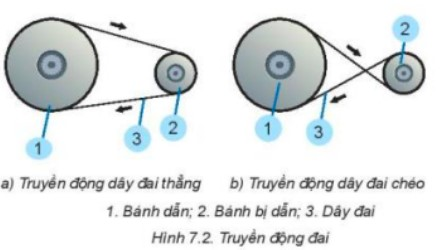 2
1
3
2
1
3
a) Truyền động dây đai thẳng b) Truyền động dây đai chéo
1. Bánh dẫn; 2. Bánh bị dẫn; 3. Dây đai
Hình 7.2. Truyền động đai